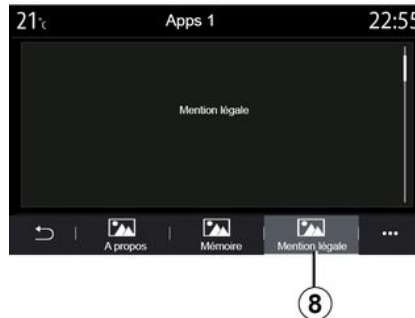 21°c Apps 1 22:55
Mention légale
A propos Mémoire Mention légale ...
8